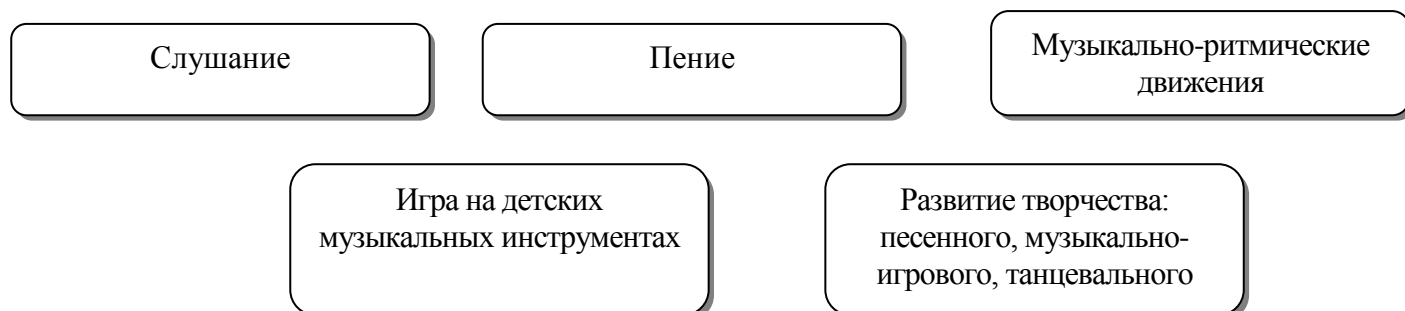 Слушание
Пение
Музыкально-ритмические
движения
Игра на детских
музыкальных инструментах
Развитие творчества:
песенного, музыкально-
игрового, танцевального